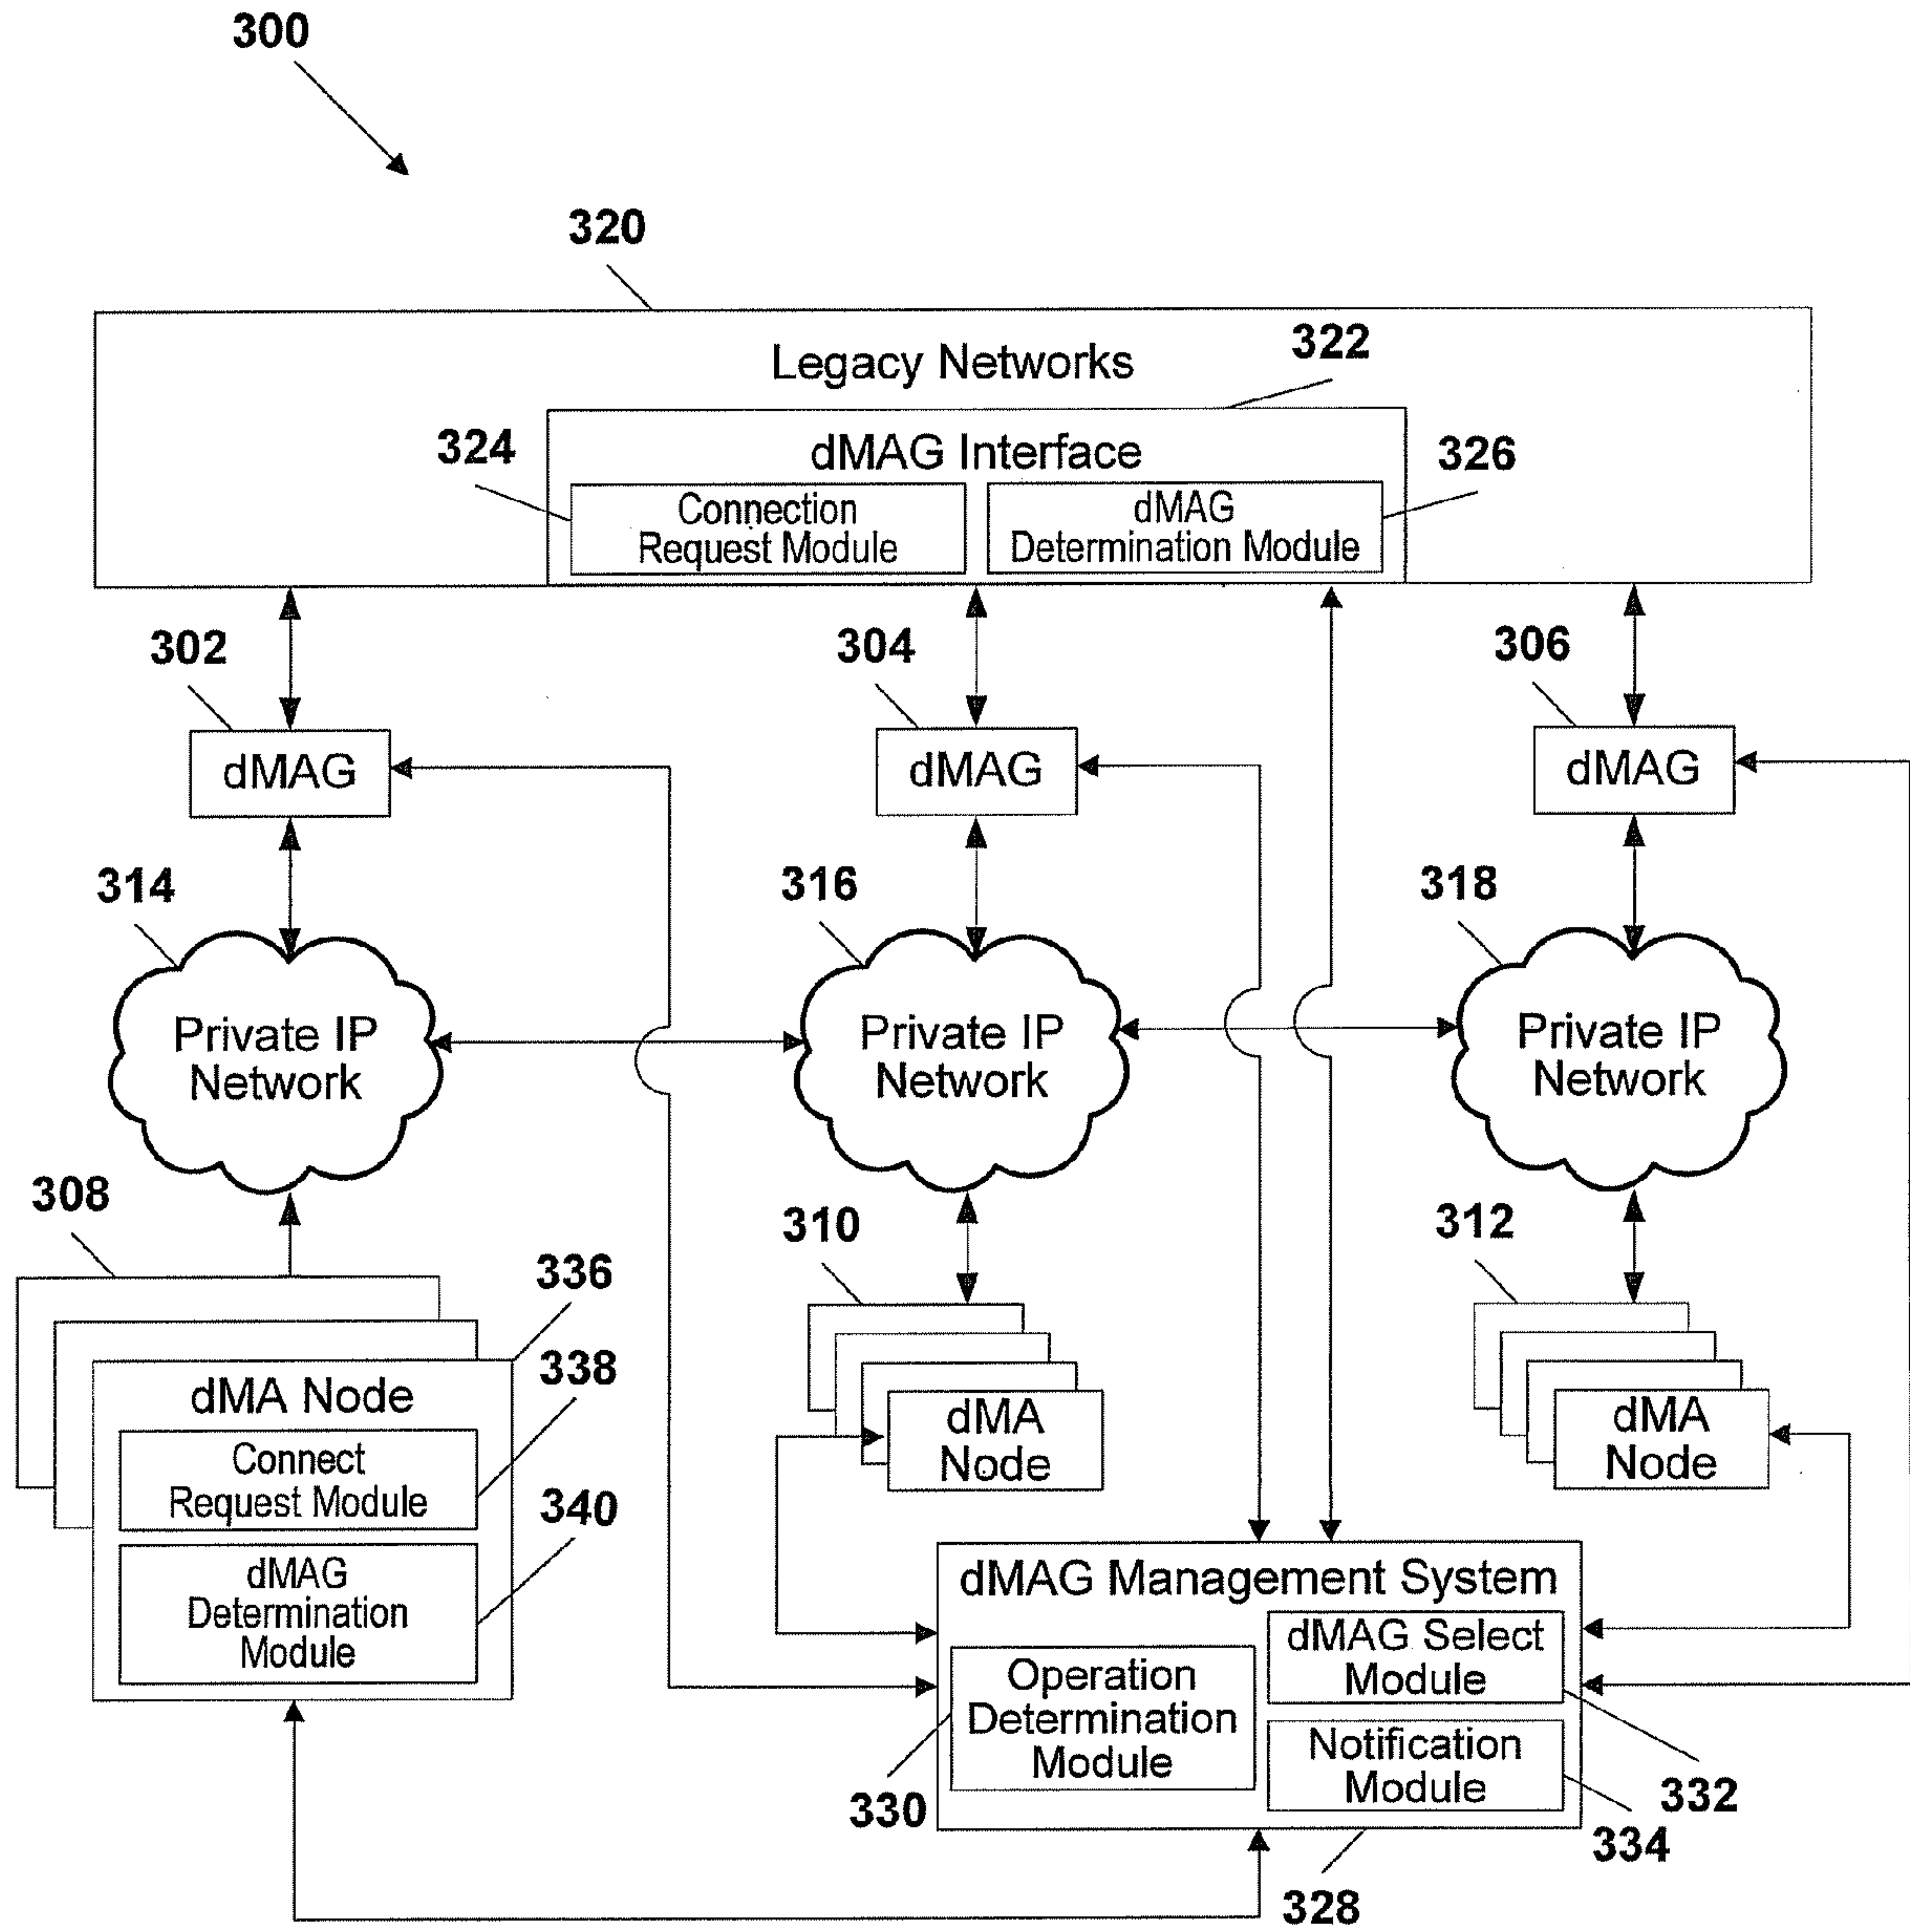 300
320
Legacy Networks
322
dMAG Interface
324
326
Connection
Request Module
dMAG
Determination Module
302
304
306
dMAG
dMAG
dMAG
314
316
318
Private IP
Network
Private IP
Network
Private IP
Network
308
310
312
336
dMA Node
338
Connect
Request Module
340
dMAG
Determination
Module
dMA
Node
dMA
Node
dMAG Management System
dMAG Select
Module
Operation
Determination
Module
Notification
Module
330
332
334
328